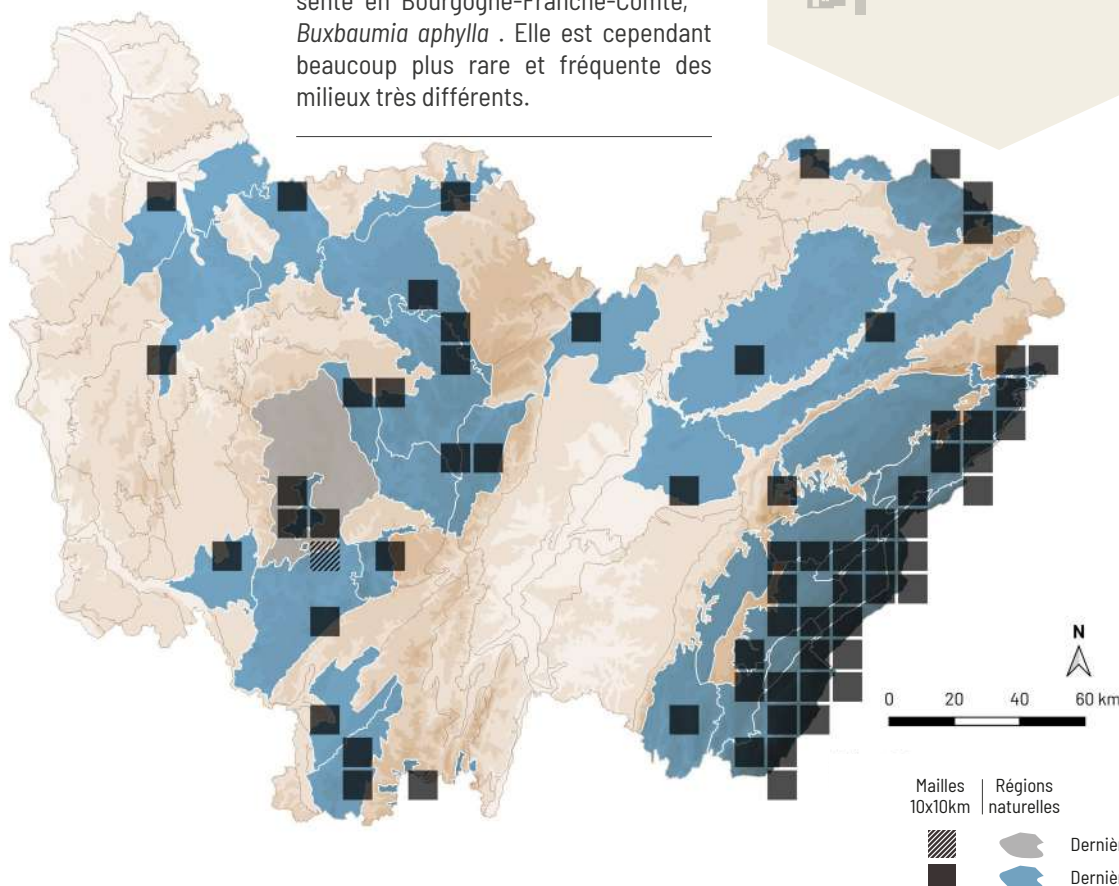 sente en Bourgogne-Franche-Comté,
Buxbaumia aphylla . Elle est cependant
beaucoup plus rare et fréquente des
milieux très différents.
N
0 20 40 60 km
Mailles Régions
10x10km naturelles
Derniè
Derniè